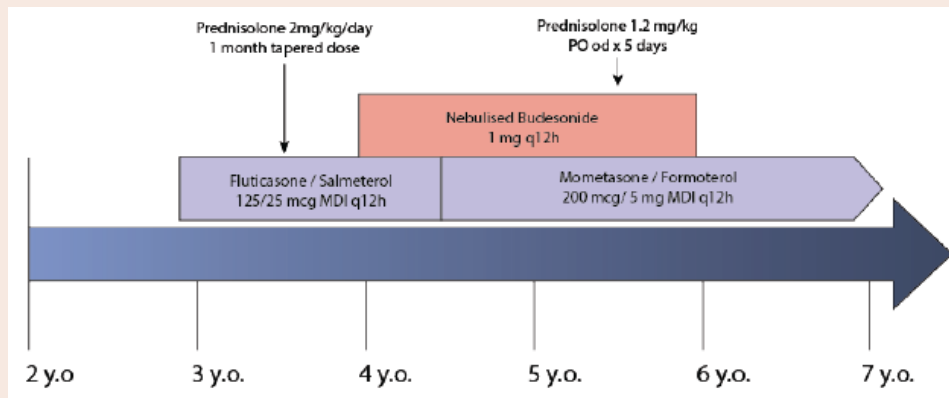 Prednisolone 2mg/kg/day
1 month tapered dose
Prednisolone 1.2 mg/kg
PO od x 5 days
Nebulised Budesonide
1 mg q12h
Fluticasone / Salmeterol
125/25 mcg MDI q12h
Mometasone / Formoterol
200 mcg/ 5 mg MDI q12h
2 y.o
3 y.o.
4 y.o.
5 y.o.
6 y.o.
7 y.o.